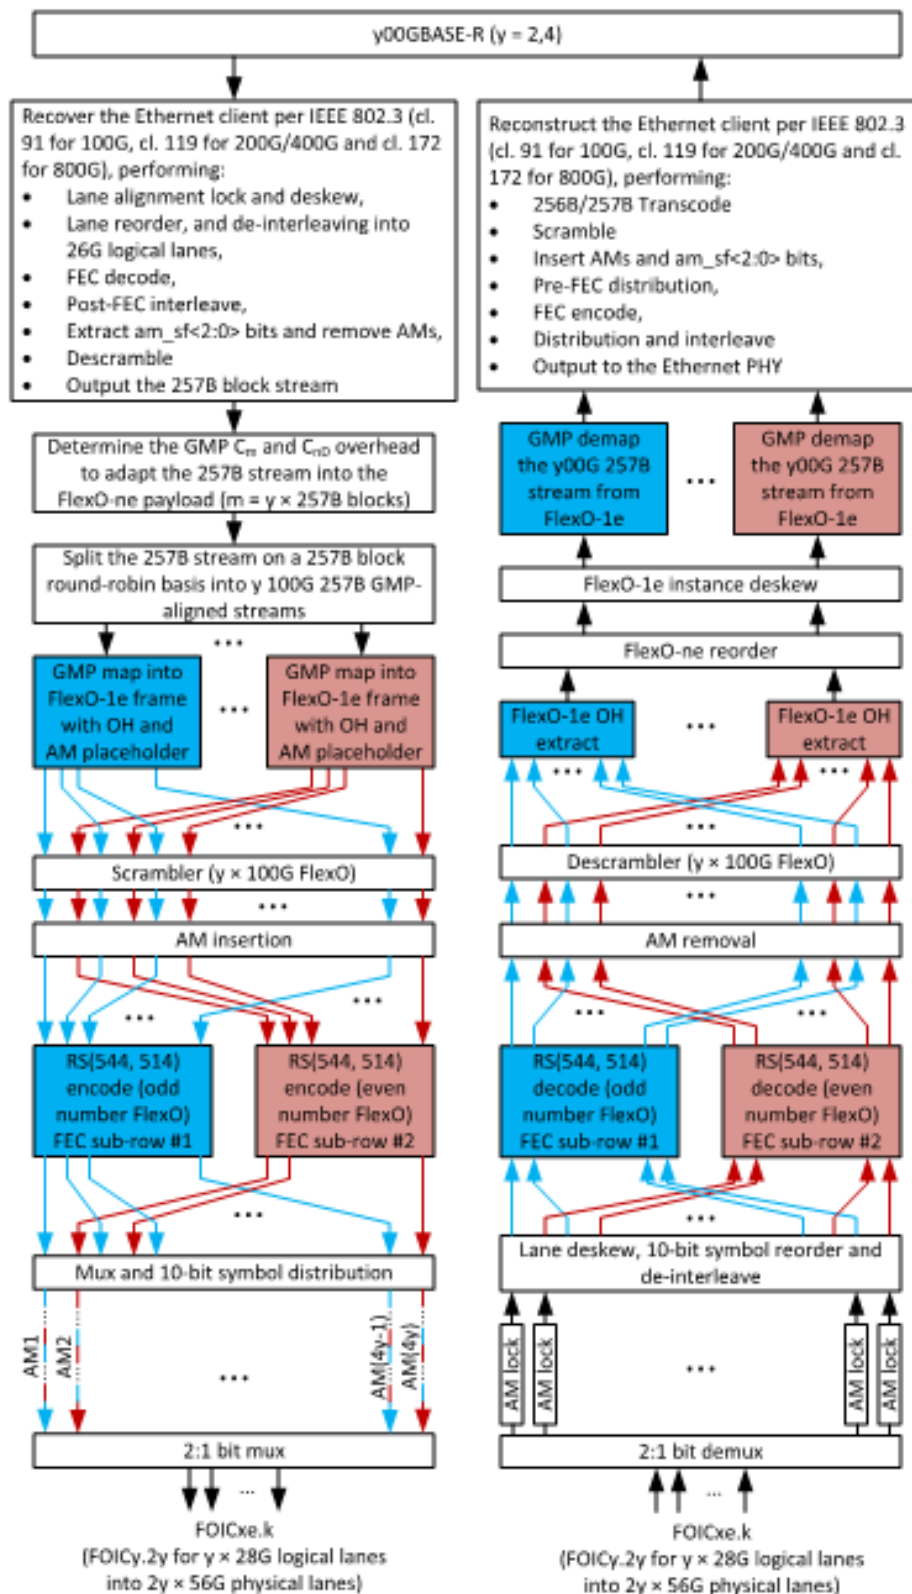 y00GBASE-R (y = 2,4)
Recover the Ethernet client per IEEE 802.3 (cl.
91 for 100G, cl. 119 for 200G/400G and cl. 172
for 800G), performing:
• Lane alignment lock and deskew,
• Lane reorder, and de-interleaving into
26G logical lanes,
• FEC decode,
• Post-FEC interleave,
• Extract am_sf<2:0> bits and remove AMs,
• Descramble
• Output the 257B block stream
Determine the GMP Cm and CnD overhead
to adapt the 257B stream into the
FlexO-ne payload (m = y × 257B blocks)
Split the 257B stream on a 257B block
round-robin basis into y 100G 257B GMP-
aligned streams
...
GMP map into
FlexO-1e frame
with OH and
AM placeholder
...
GMP map into
FlexO-1e frame
with OH and
AM placeholder
...
Scrambler (y × 100G FlexO)
...
AM insertion
...
...
RS(544, 514)
encode (odd
number FlexO)
FEC sub-row #1
RS(544, 514)
encode (even
number FlexO)
FEC sub-row #2
...
Mux and 10-bit symbol distribution
AM1
AM2
...
AM(4y-1)
AM(4y)
2:1 bit mux
...
FOICxe.k
(FOICy.2y for y × 28G logical lanes
into 2y × 56G physical lanes)
Reconstruct the Ethernet client per IEEE 802.3
(cl. 91 for 100G, cl. 119 for 200G/400G and cl.
172 for 800G), performing:
• 256B/257B Transcode
• Scramble
• Insert AMs and am_sf<2:0> bits,
• Pre-FEC distribution,
• FEC encode,
• Distribution and interleave
• Output to the Ethernet PHY
GMP demap
the y00G 257B
stream from
FlexO-1e
...
GMP demap
the y00G 257B
stream from
FlexO-1e
FlexO-1e instance deskew
FlexO-ne reorder
FlexO-1e OH
extract
...
FlexO-1e OH
extract
...
...
...
Descrambler (y × 100G FlexO)
...
AM removal
...
...
RS(544, 514)
decode (odd
number FlexO)
FEC sub-row #1
RS(544, 514)
decode (even
number FlexO)
FEC sub-row #2
...
Lane deskew, 10-bit symbol reorder and
de-interleave
AM lock
AM lock
...
AM lock
AM lock
2:1 bit demux
...
FOICxe.k
(FOICy.2y for y × 28G logical lanes
into 2y × 56G physical lanes)